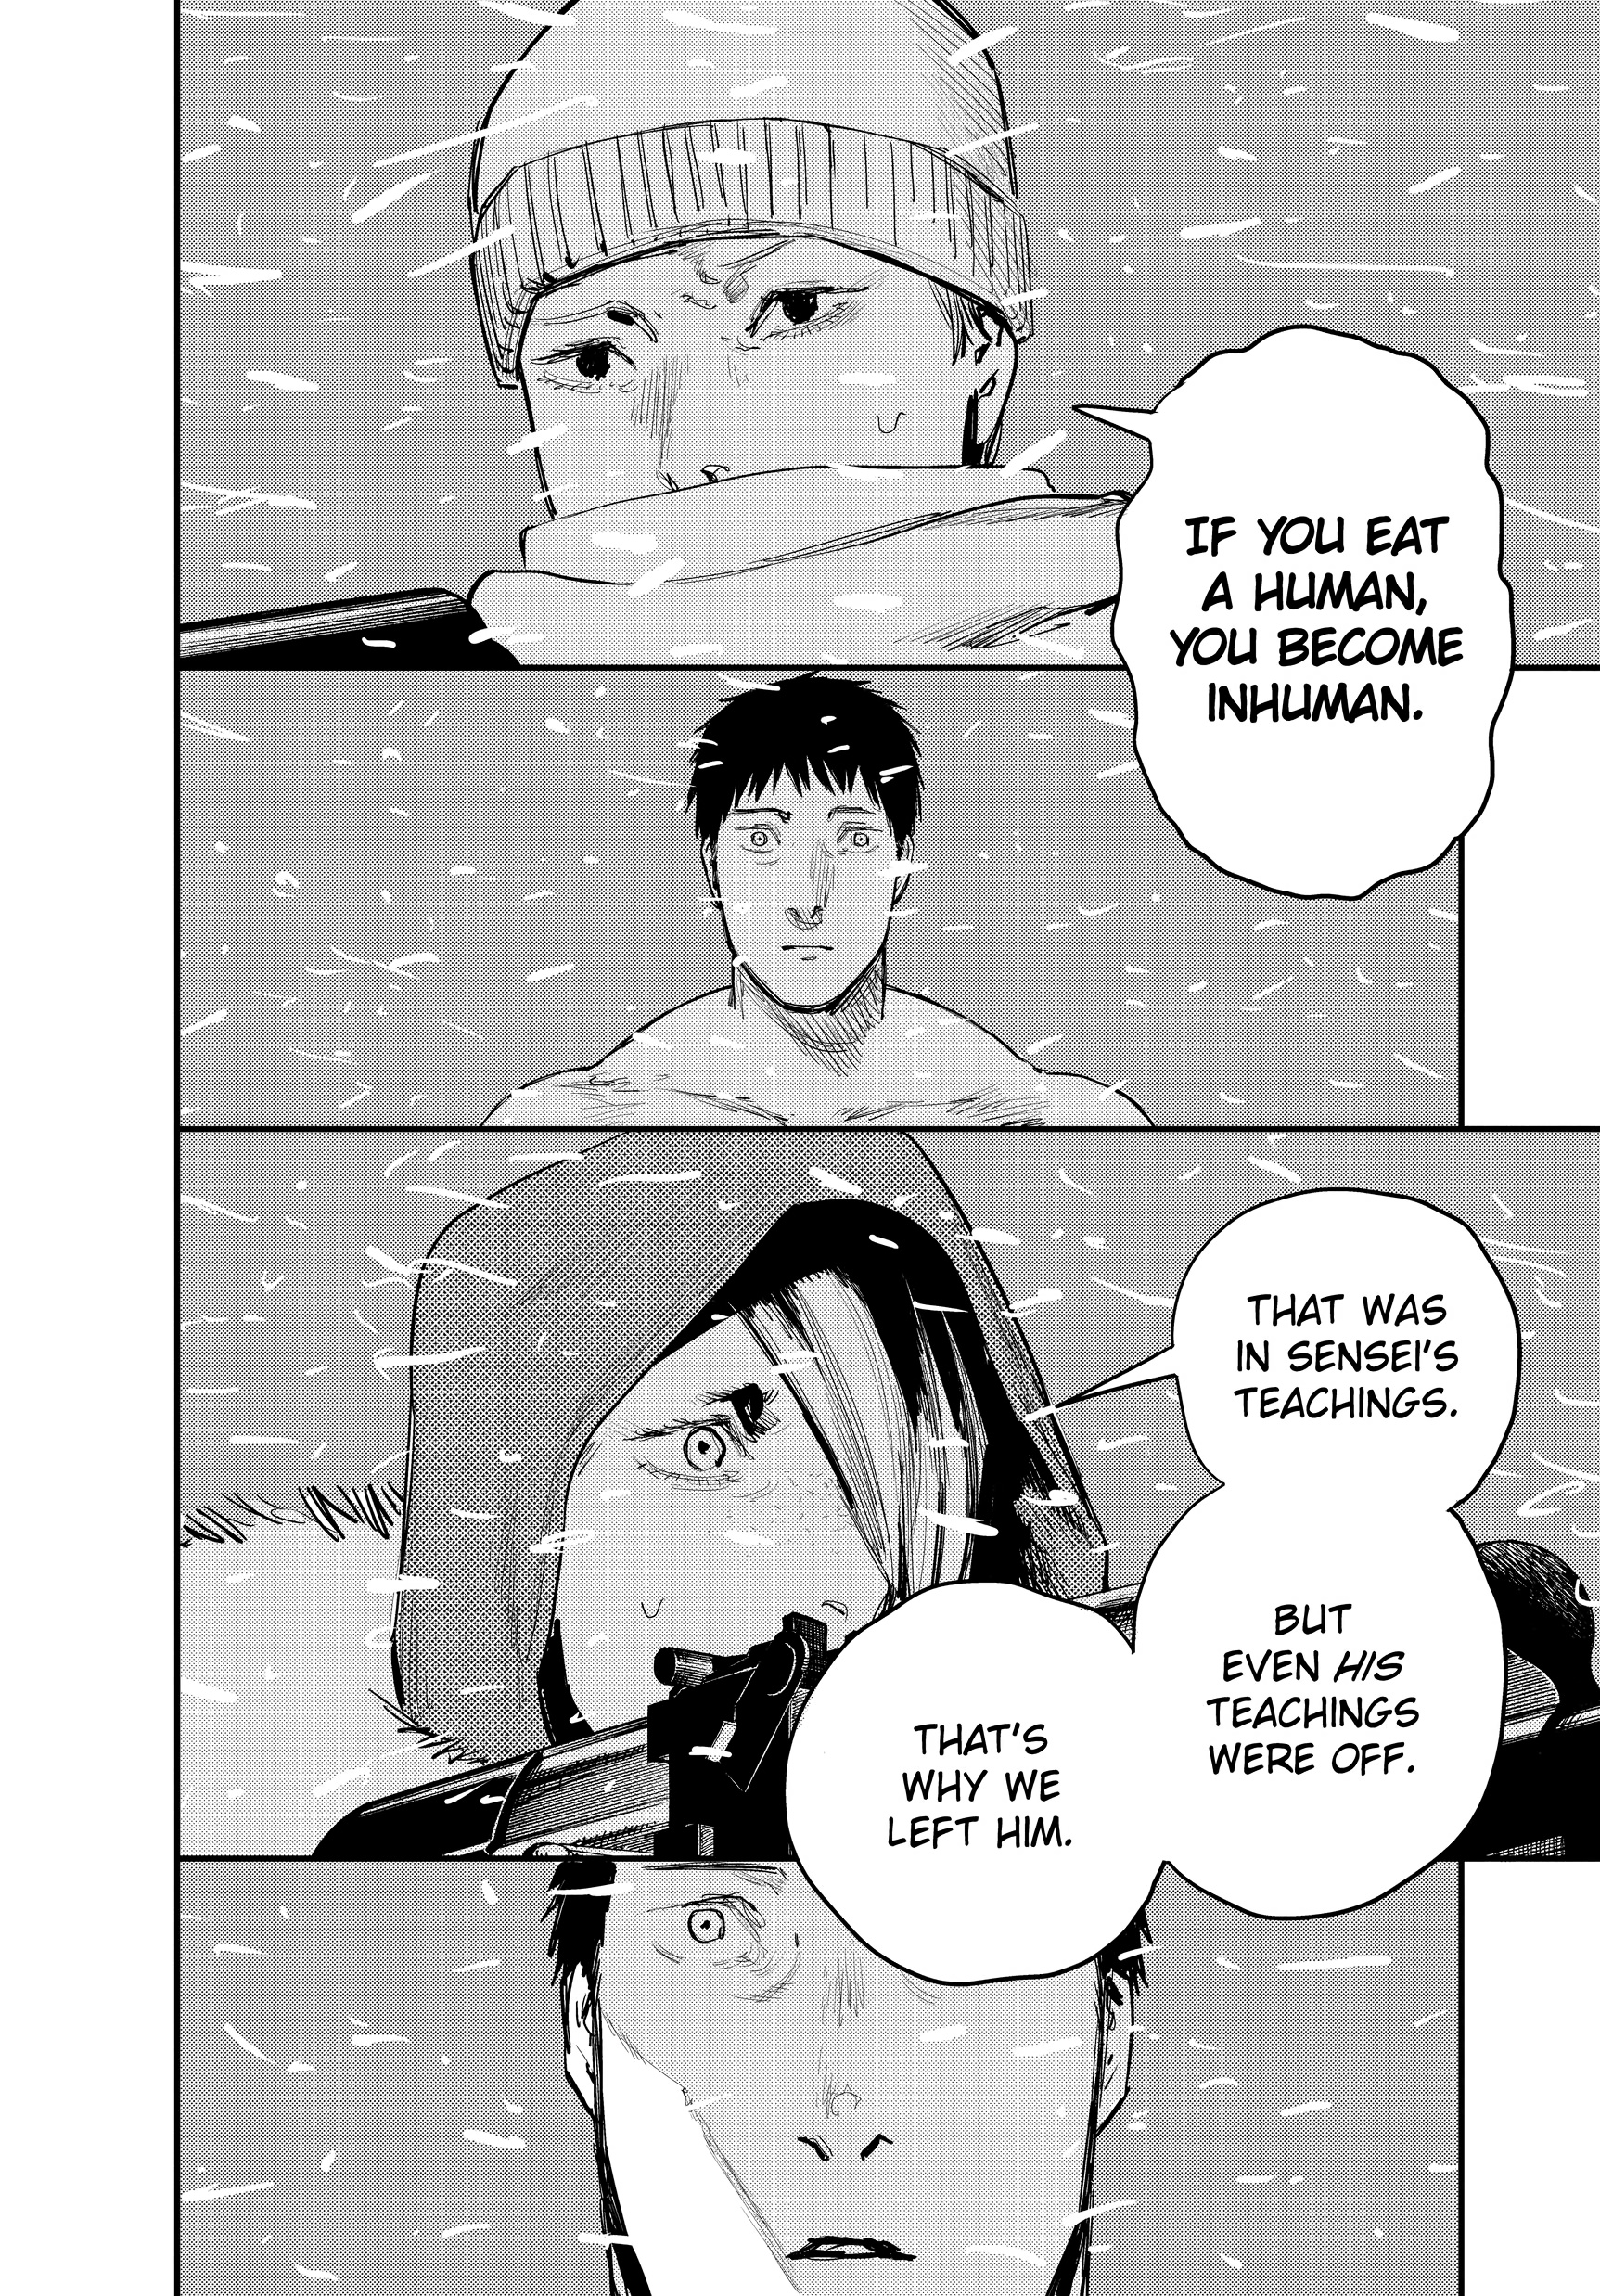 IF YOU EAT
A HUMAN,
YOU BECOME
INHUMAN.
THAT WAS
IN SENSEI'S
TEACHINGS.
BUT
EVEN HIS
TEACHINGS
WERE OFF.
THAT'S
WHY WE
LEFT HIM.